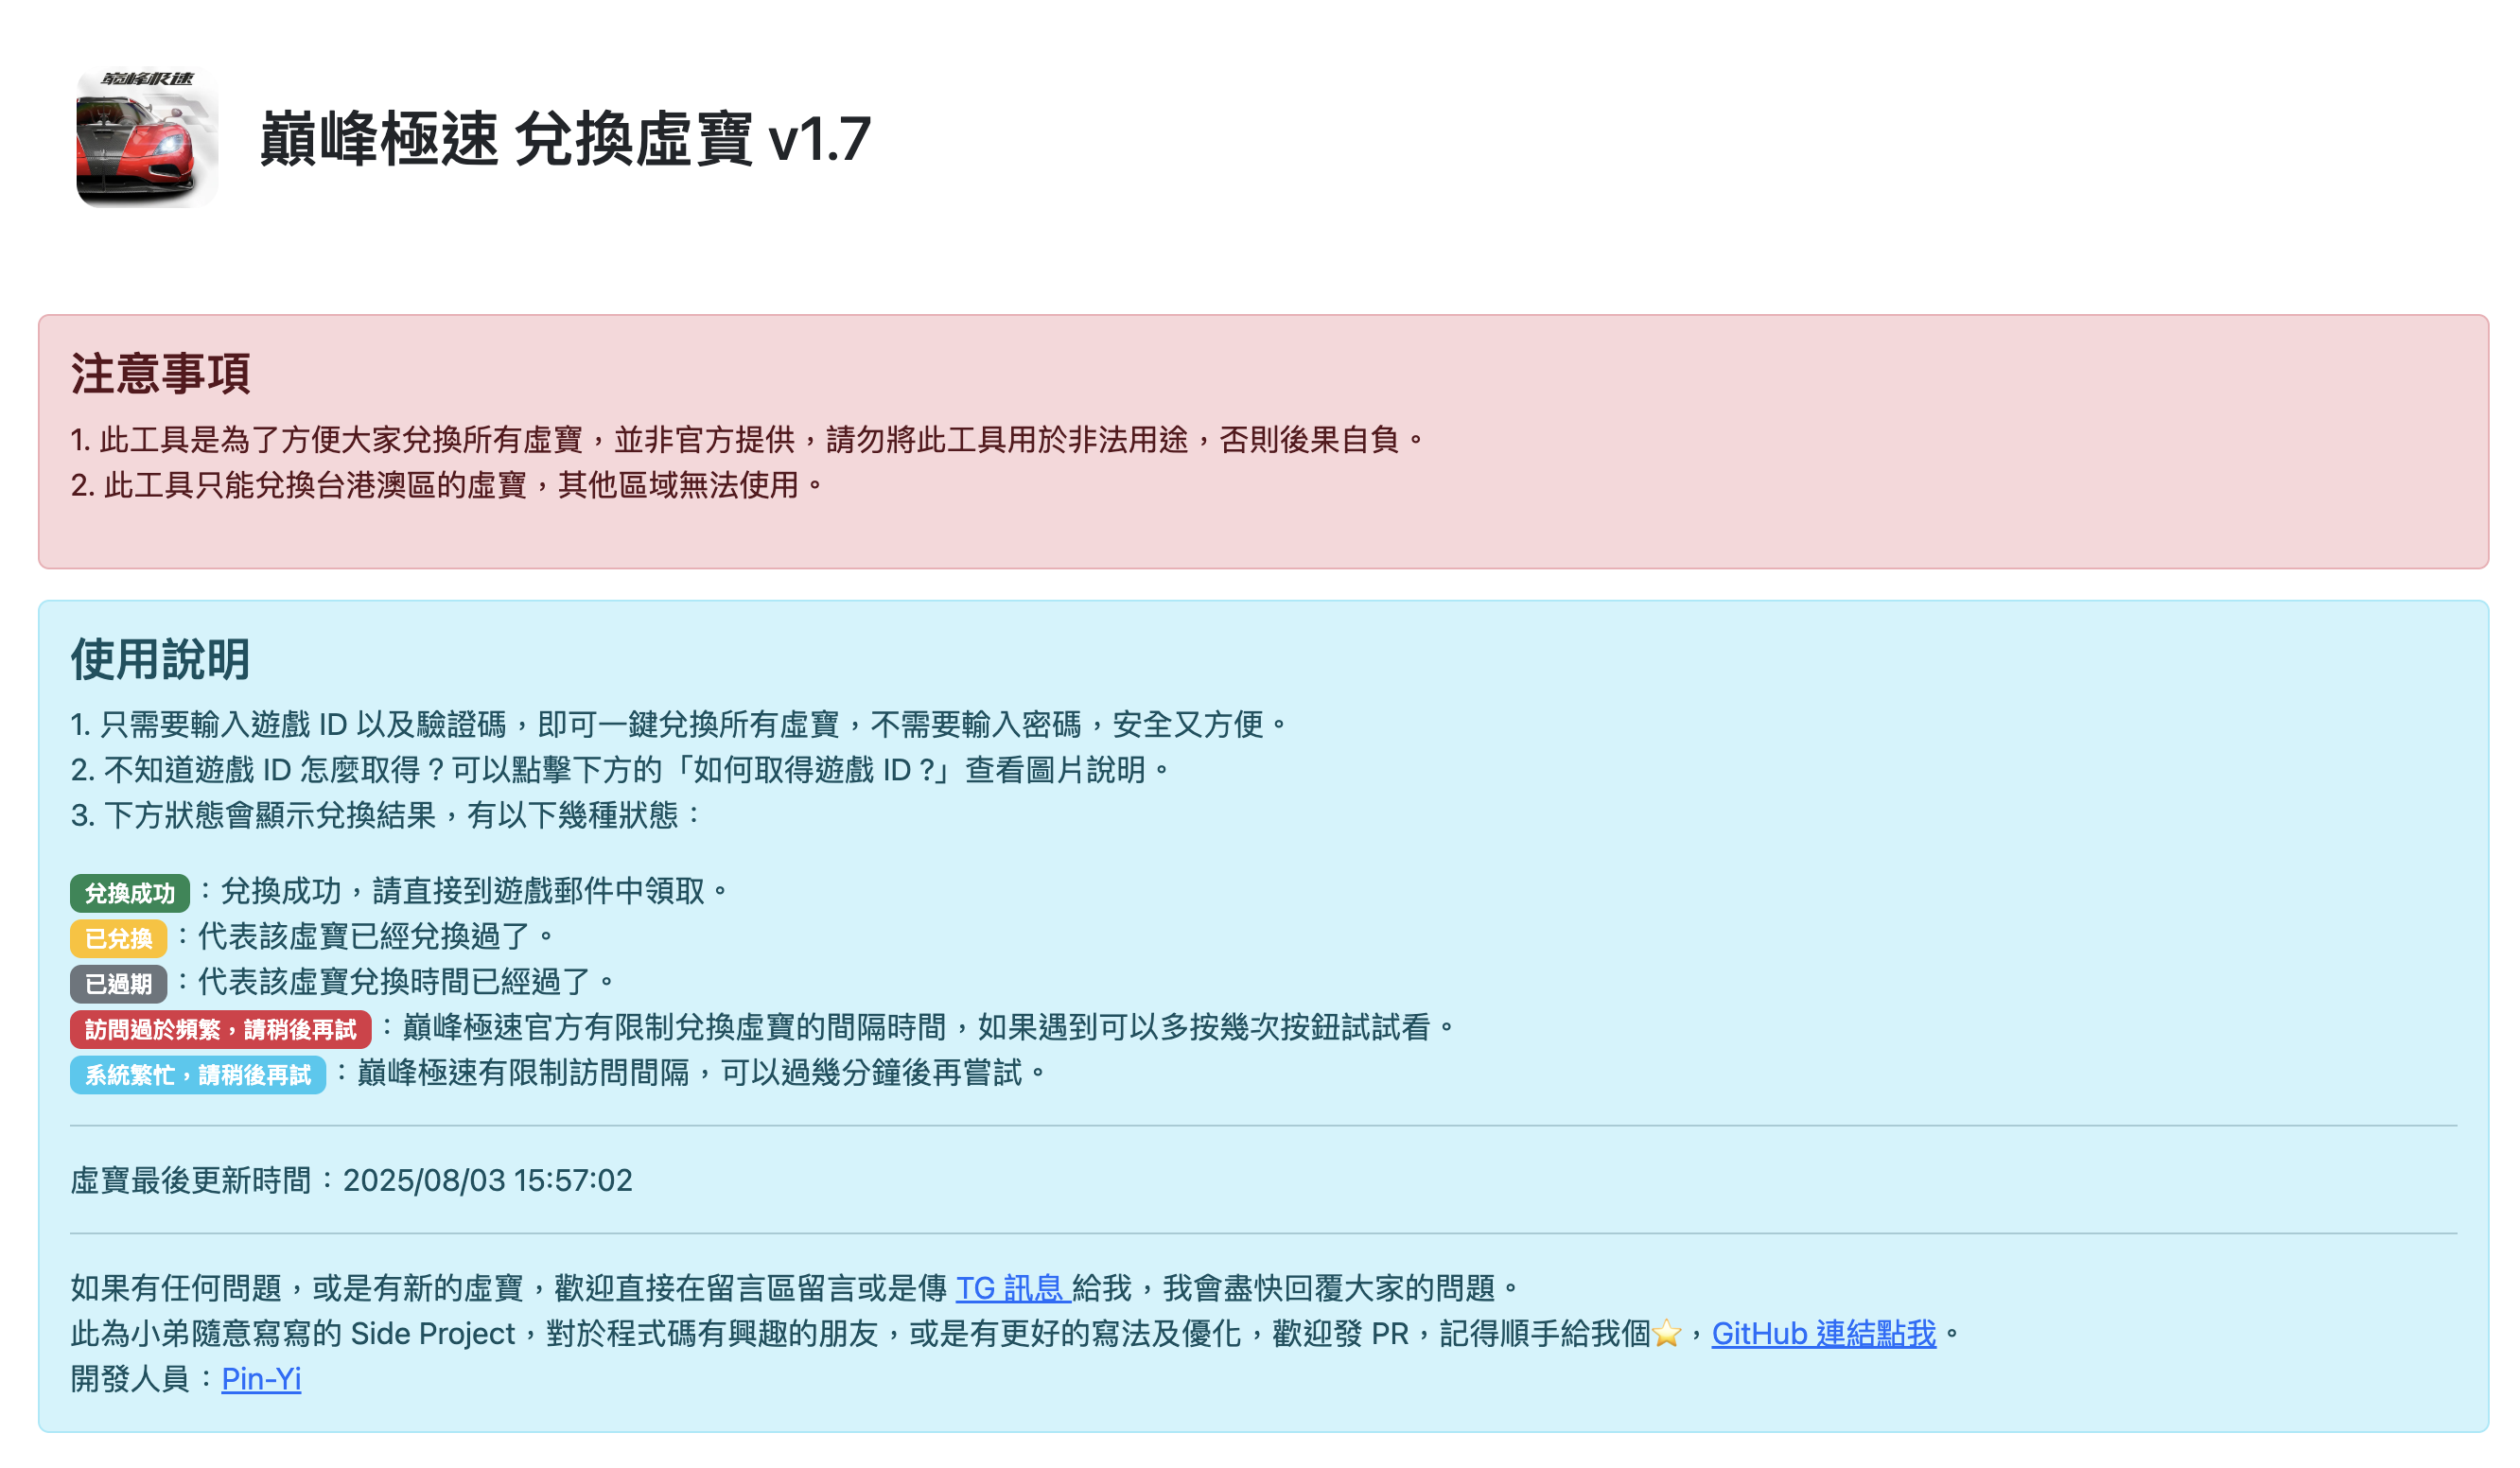 巅峰极速
巔峰極速 兌換虛寶 v1.7
注意事項
1. 此工具是為了方便大家兌換所有虛寶，並非官方提供，請勿將此工具用於非法用途，否則後果自負。
2. 此工具只能兌換台港澳區的虛寶，其他區域無法使用。
使用說明
1. 只需要輸入遊戲 ID 以及驗證碼，即可一鍵兌換所有虛寶，不需要輸入密碼，安全又方便。
2. 不知道遊戲 ID 怎麼取得？可以點擊下方的「如何取得遊戲 ID？」查看圖片說明。
3. 下方狀態會顯示兌換結果，有以下幾種狀態：
兌換成功：兌換成功，請直接到遊戲郵件中領取。
已兌換：代表該虛寶已經兌換過了。
已過期：代表該虛寶兌換時間已經過了。
訪問過於頻繁，請稍後再試：巔峰極速官方有限制兌換虛寶的間隔時間，如果遇到可以多按幾次按鈕試試看。
系統繁忙，請稍後再試：巔峰極速有限制訪問間隔，可以過幾分鐘後再嘗試。
虛寶最後更新時間：2025/08/03 15:57:02
如果有任何問題，或是有新的虛寶，歡迎直接在留言區留言或是傳 TG 訊息 給我，我會盡快回覆大家的問題。
此為小弟隨意寫寫的 Side Project，對於程式碼有興趣的朋友，或是有更好的寫法及優化，歡迎發 PR，記得順手給我個⭐，GitHub 連結點我。
開發人員：Pin-Yi